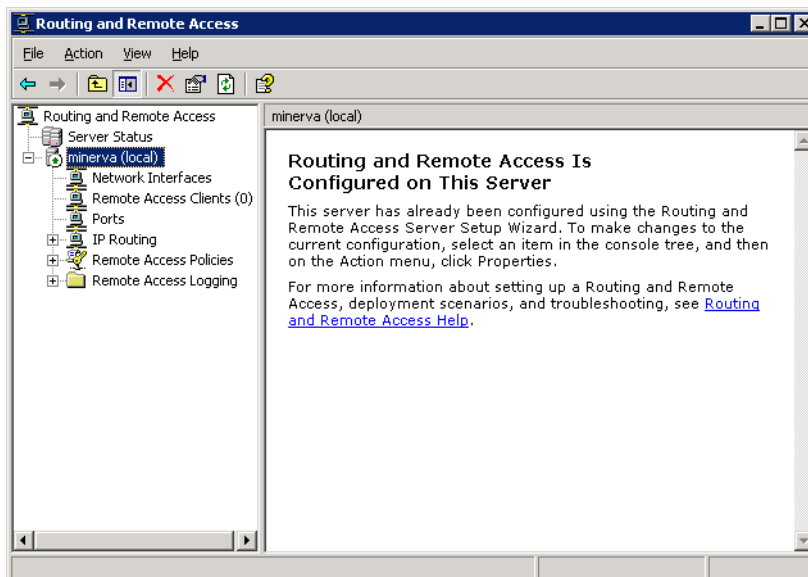 Routing and Remote Access
File Action View Help
Routing and Remote Access
Server Status
minerva (local)
Network Interfaces
Remote Access Clients (0)
Ports
IP Routing
Remote Access Policies
Remote Access Logging
minerva (local)
Routing and Remote Access Is
Configured on This Server
This server has already been configured using the Routing and
Remote Access Server Setup Wizard. To make changes to the
current configuration, select an item in the console tree, and then
on the Action menu, click Properties.
For more information about setting up a Routing and Remote
Access, deployment scenarios, and troubleshooting, see Routing
and Remote Access Help.